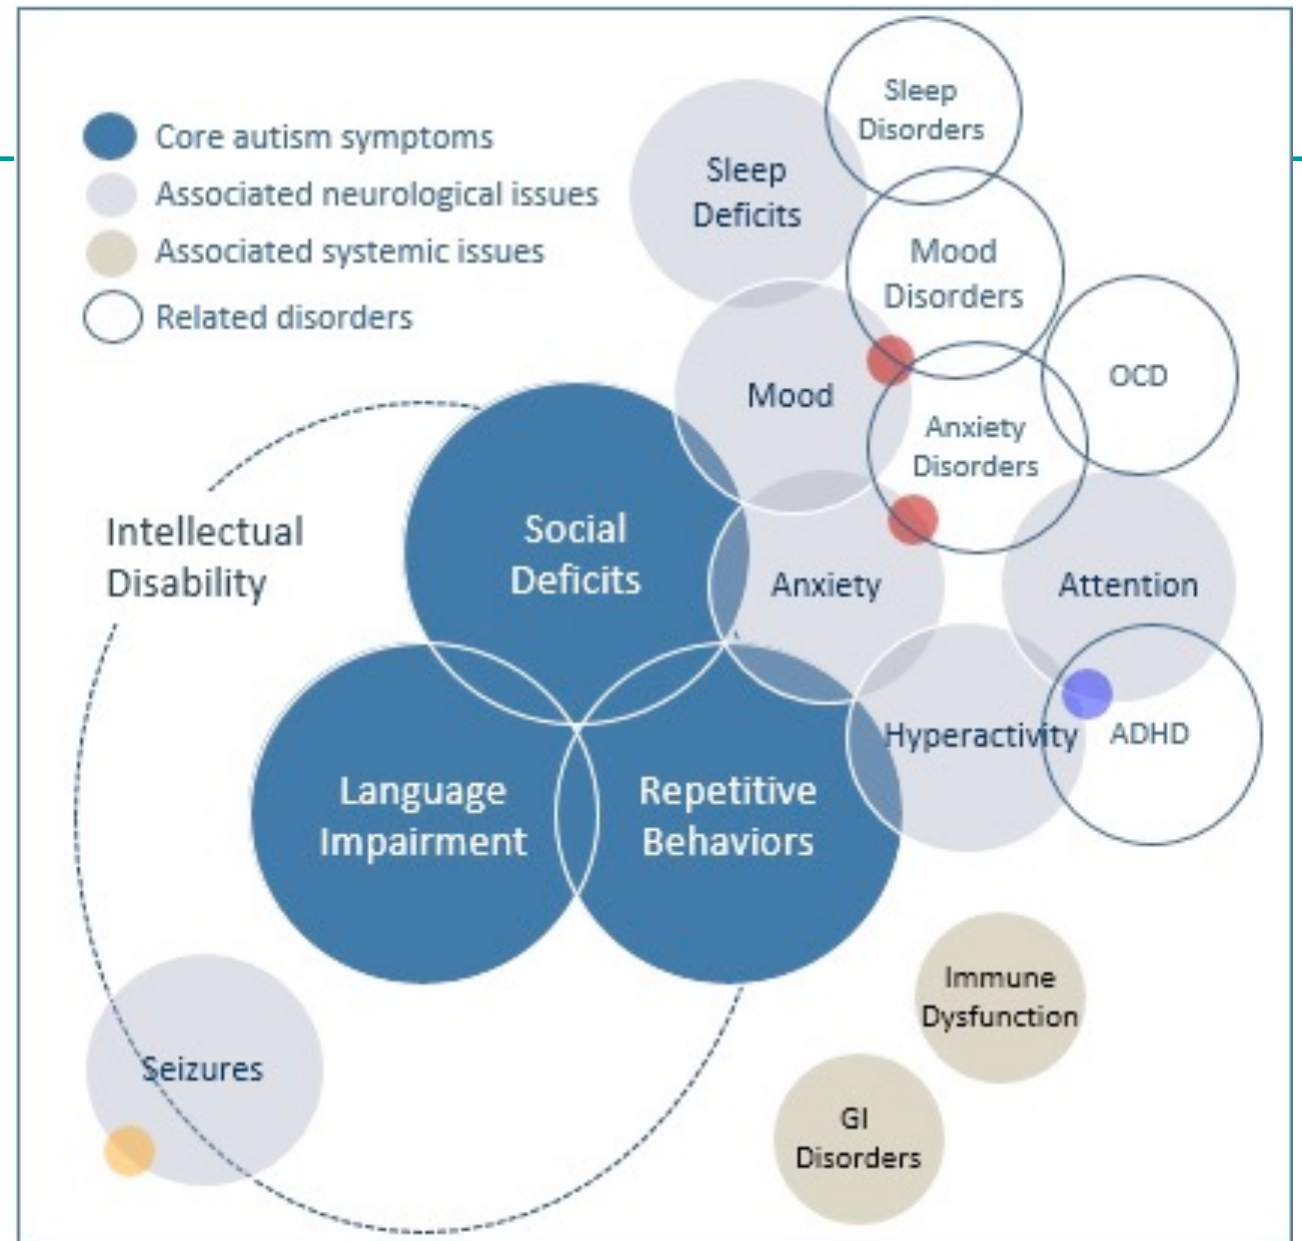 Core autism symptoms
Associated neurological issues
Associated systemic issues
Related disorders
Sleep
Disorders
Sleep
Deficits
Mood
Disorders
OCD
Mood
Anxiety
Disorders
Intellectual
Disability
Social
Deficits
Anxiety
Attention
Hyperactivity
ADHD
Language
Impairment
Repetitive
Behaviors
Immune
Dysfunction
Seizures
GI
Disorders